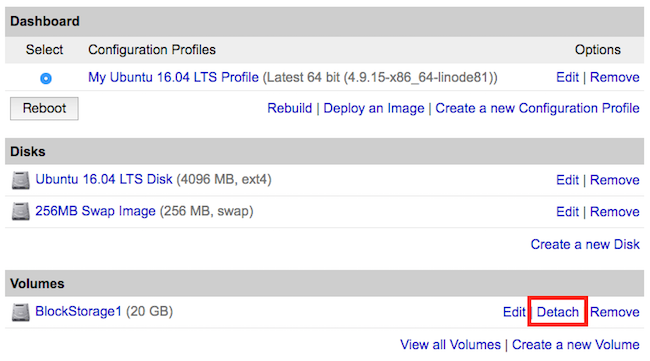 Dashboard
Select Configuration Profiles Options
My Ubuntu 16.04 LTS Profile (Latest 64 bit (4.9.15-x86_64-linode81)) Edit | Remove
Reboot Rebuild | Deploy an Image | Create a new Configuration Profile
Disks
Ubuntu 16.04 LTS Disk (4096 MB, ext4) Edit | Remove
256MB Swap Image (256 MB, swap) Edit | Remove
Create a new Disk
Volumes
BlockStorage1 (20 GB) Edit Detach Remove
View all Volumes | Create a new Volume